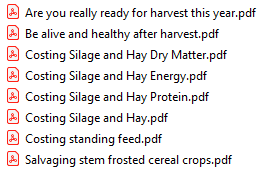 Are you really ready for harvest this year.pdf
Be alive and healthy after harvest.pdf
Costing Silage and Hay Dry Matter.pdf
Costing Silage and Hay Energy.pdf
Costing Silage and Hay Protein.pdf
Costing Silage and Hay.pdf
Costing standing feed.pdf
Salvaging stem frosted cereal crops.pdf